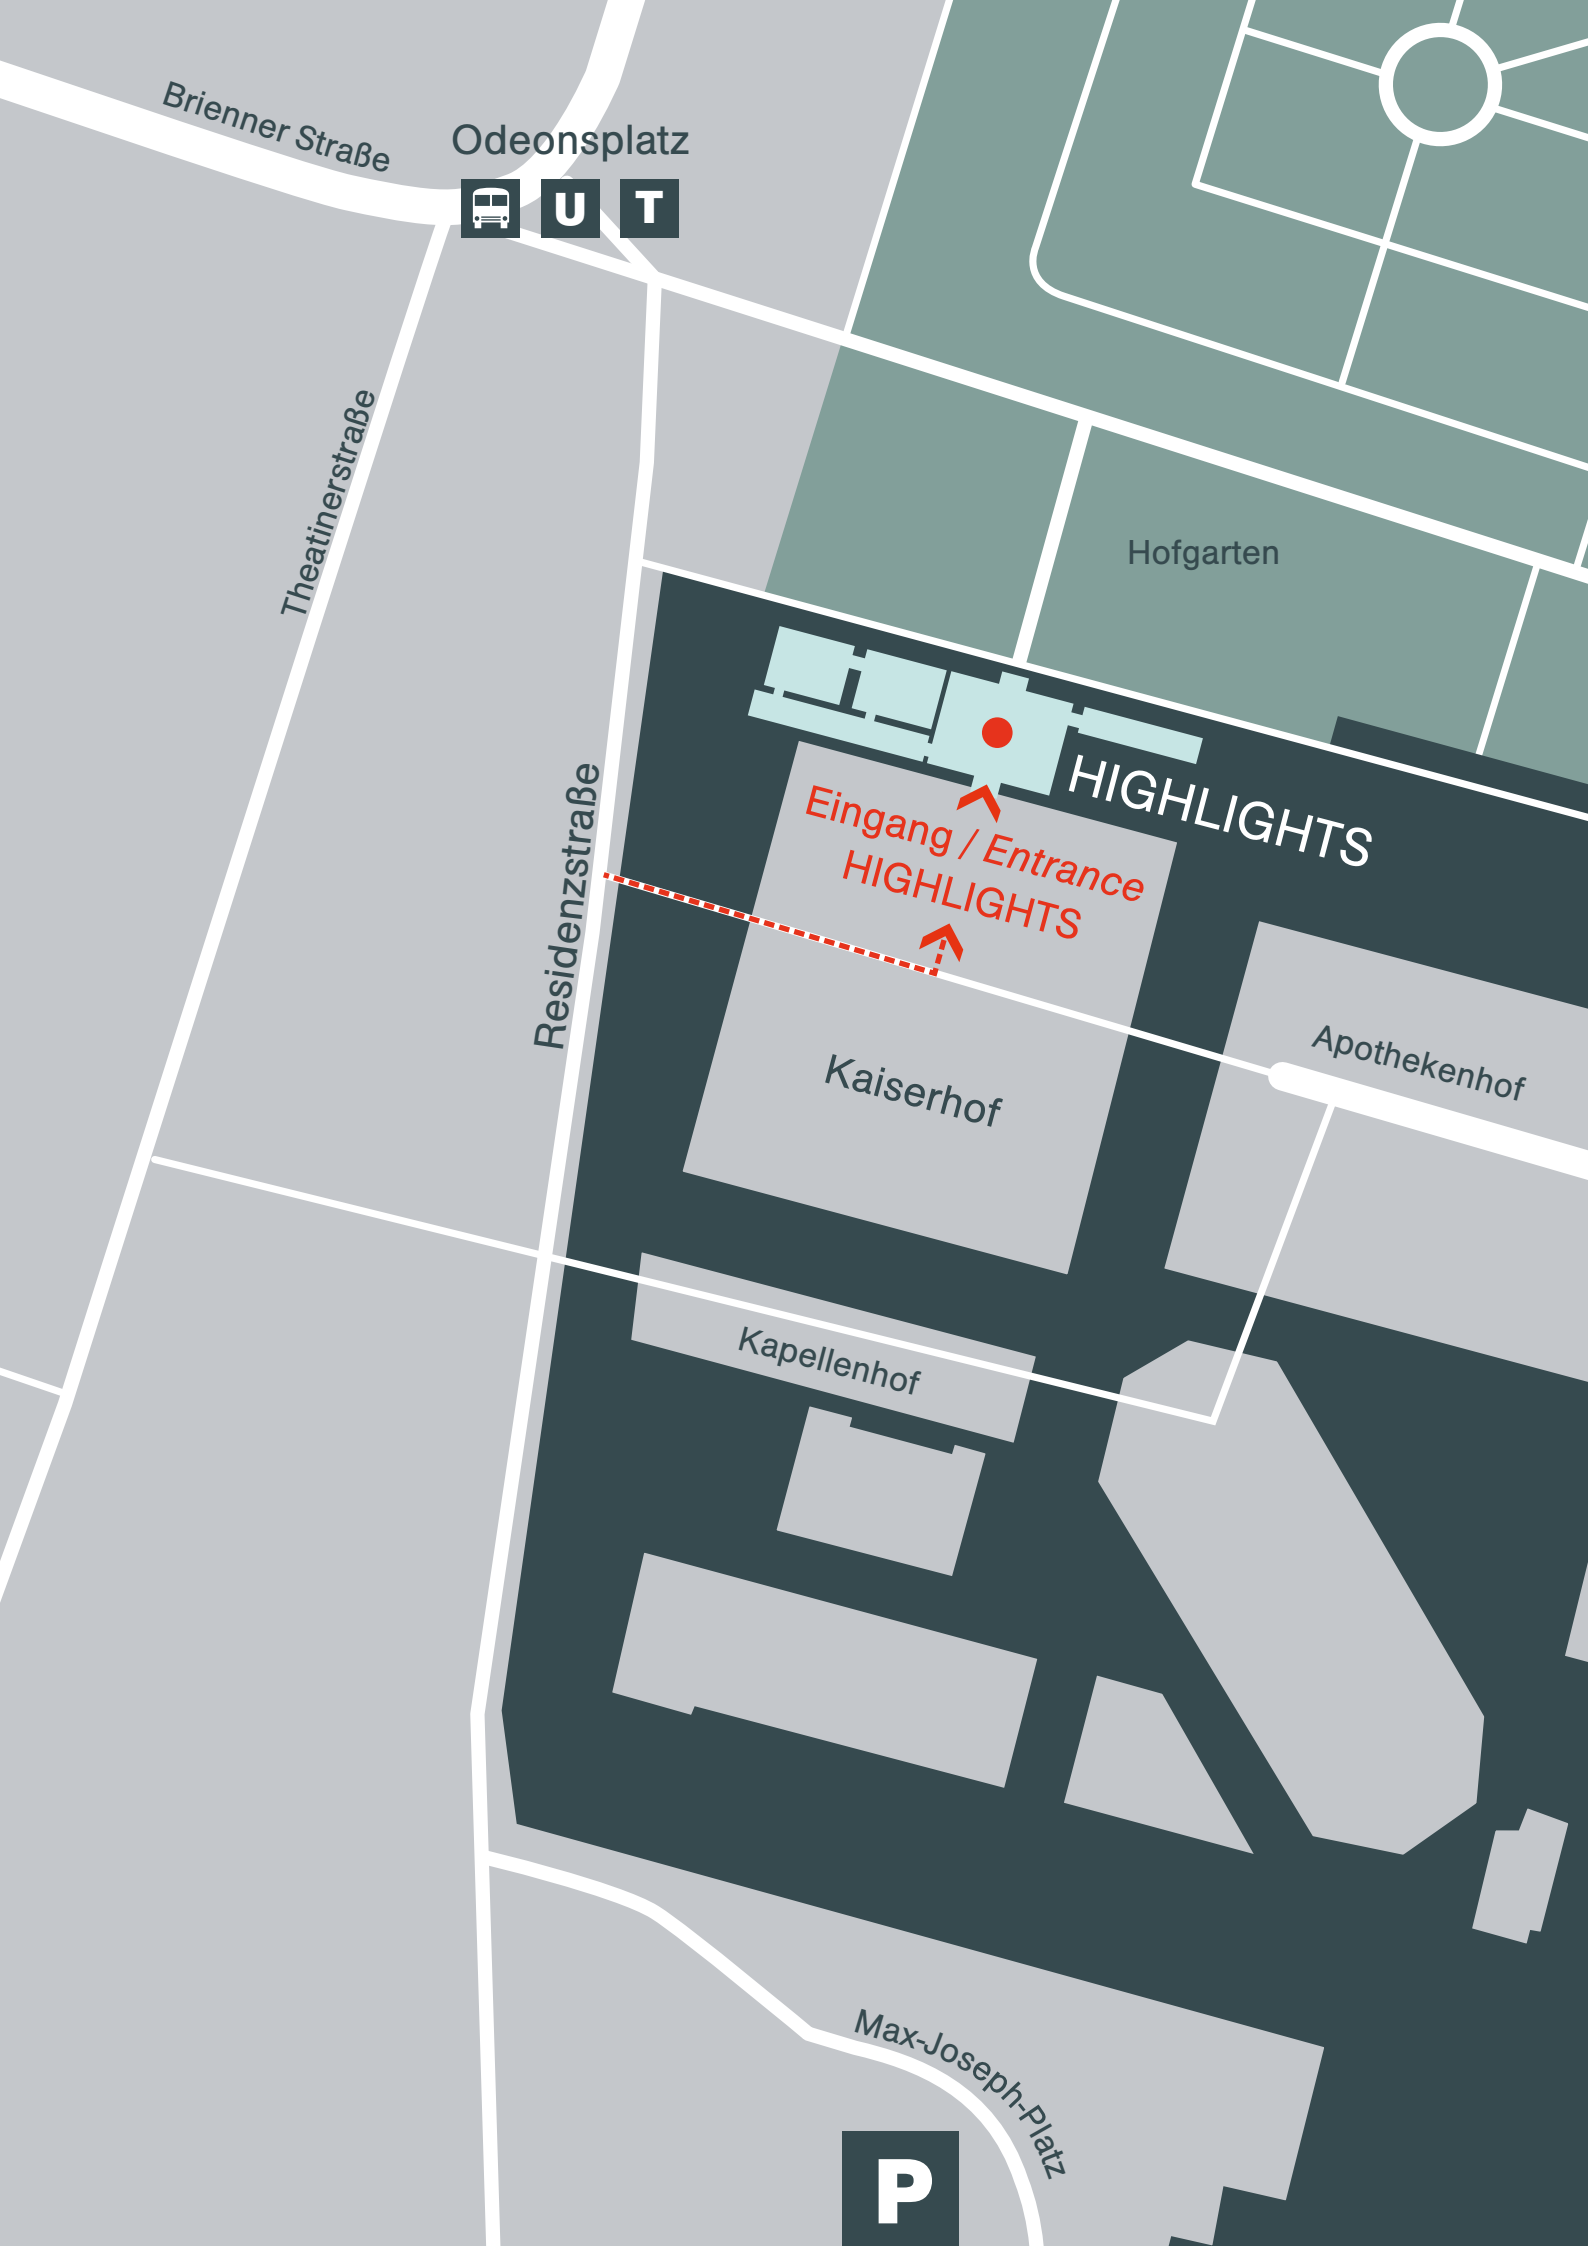 Brienner Straße
Odeonsplatz
U T
Theatinerstraße
Hofgarten
HIGHLIGHTS
Eingang / Entrance
HIGHLIGHTS
Residenzstraße
Apothekenhof
Kaiserhof
Kapellenhof
Max-Joseph-Platz
P